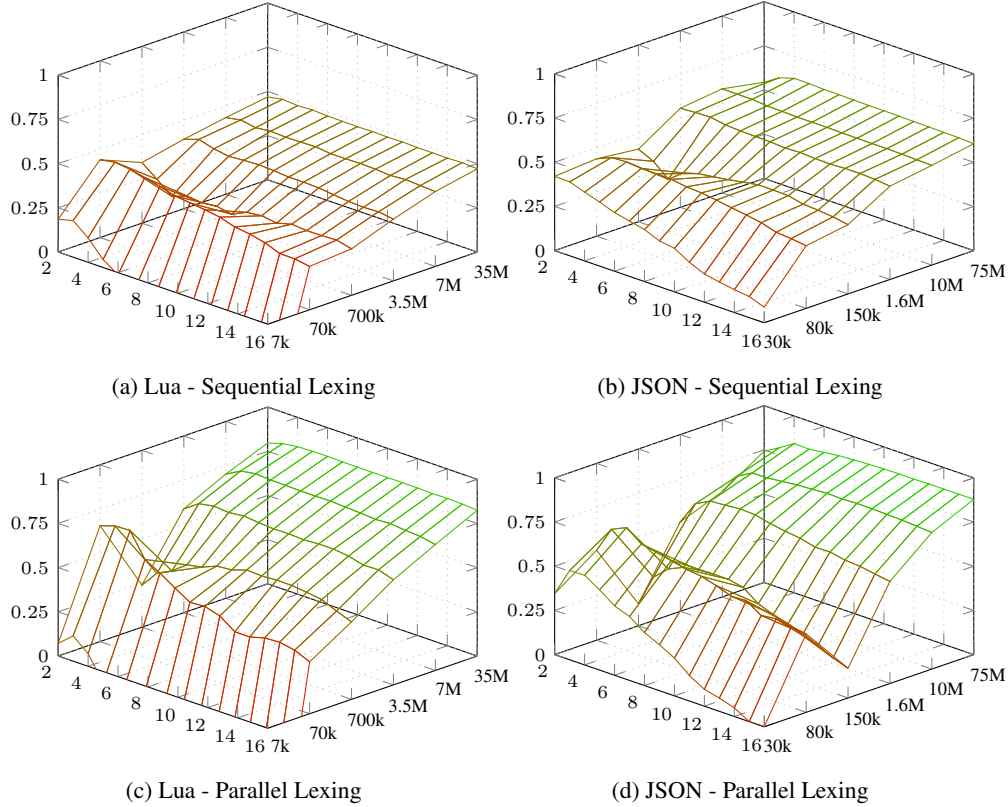 1
0.75
0.5
0.25
0
2
4
6
8
10
12
14
16
7k
70k
700k
3.5M
7M
35M
(a) Lua - Sequential Lexing
1
0.75
0.5
0.25
0
2
4
6
8
10
12
14
16
30k
80k
150k
1.6M
10M
75M
(b) JSON - Sequential Lexing
1
0.75
0.5
0.25
0
2
4
6
8
10
12
14
16
7k
70k
700k
3.5M
7M
35M
(c) Lua - Parallel Lexing
1
0.75
0.5
0.25
0
2
4
6
8
10
12
14
16
30k
80k
150k
1.6M
10M
75M
(d) JSON - Parallel Lexing